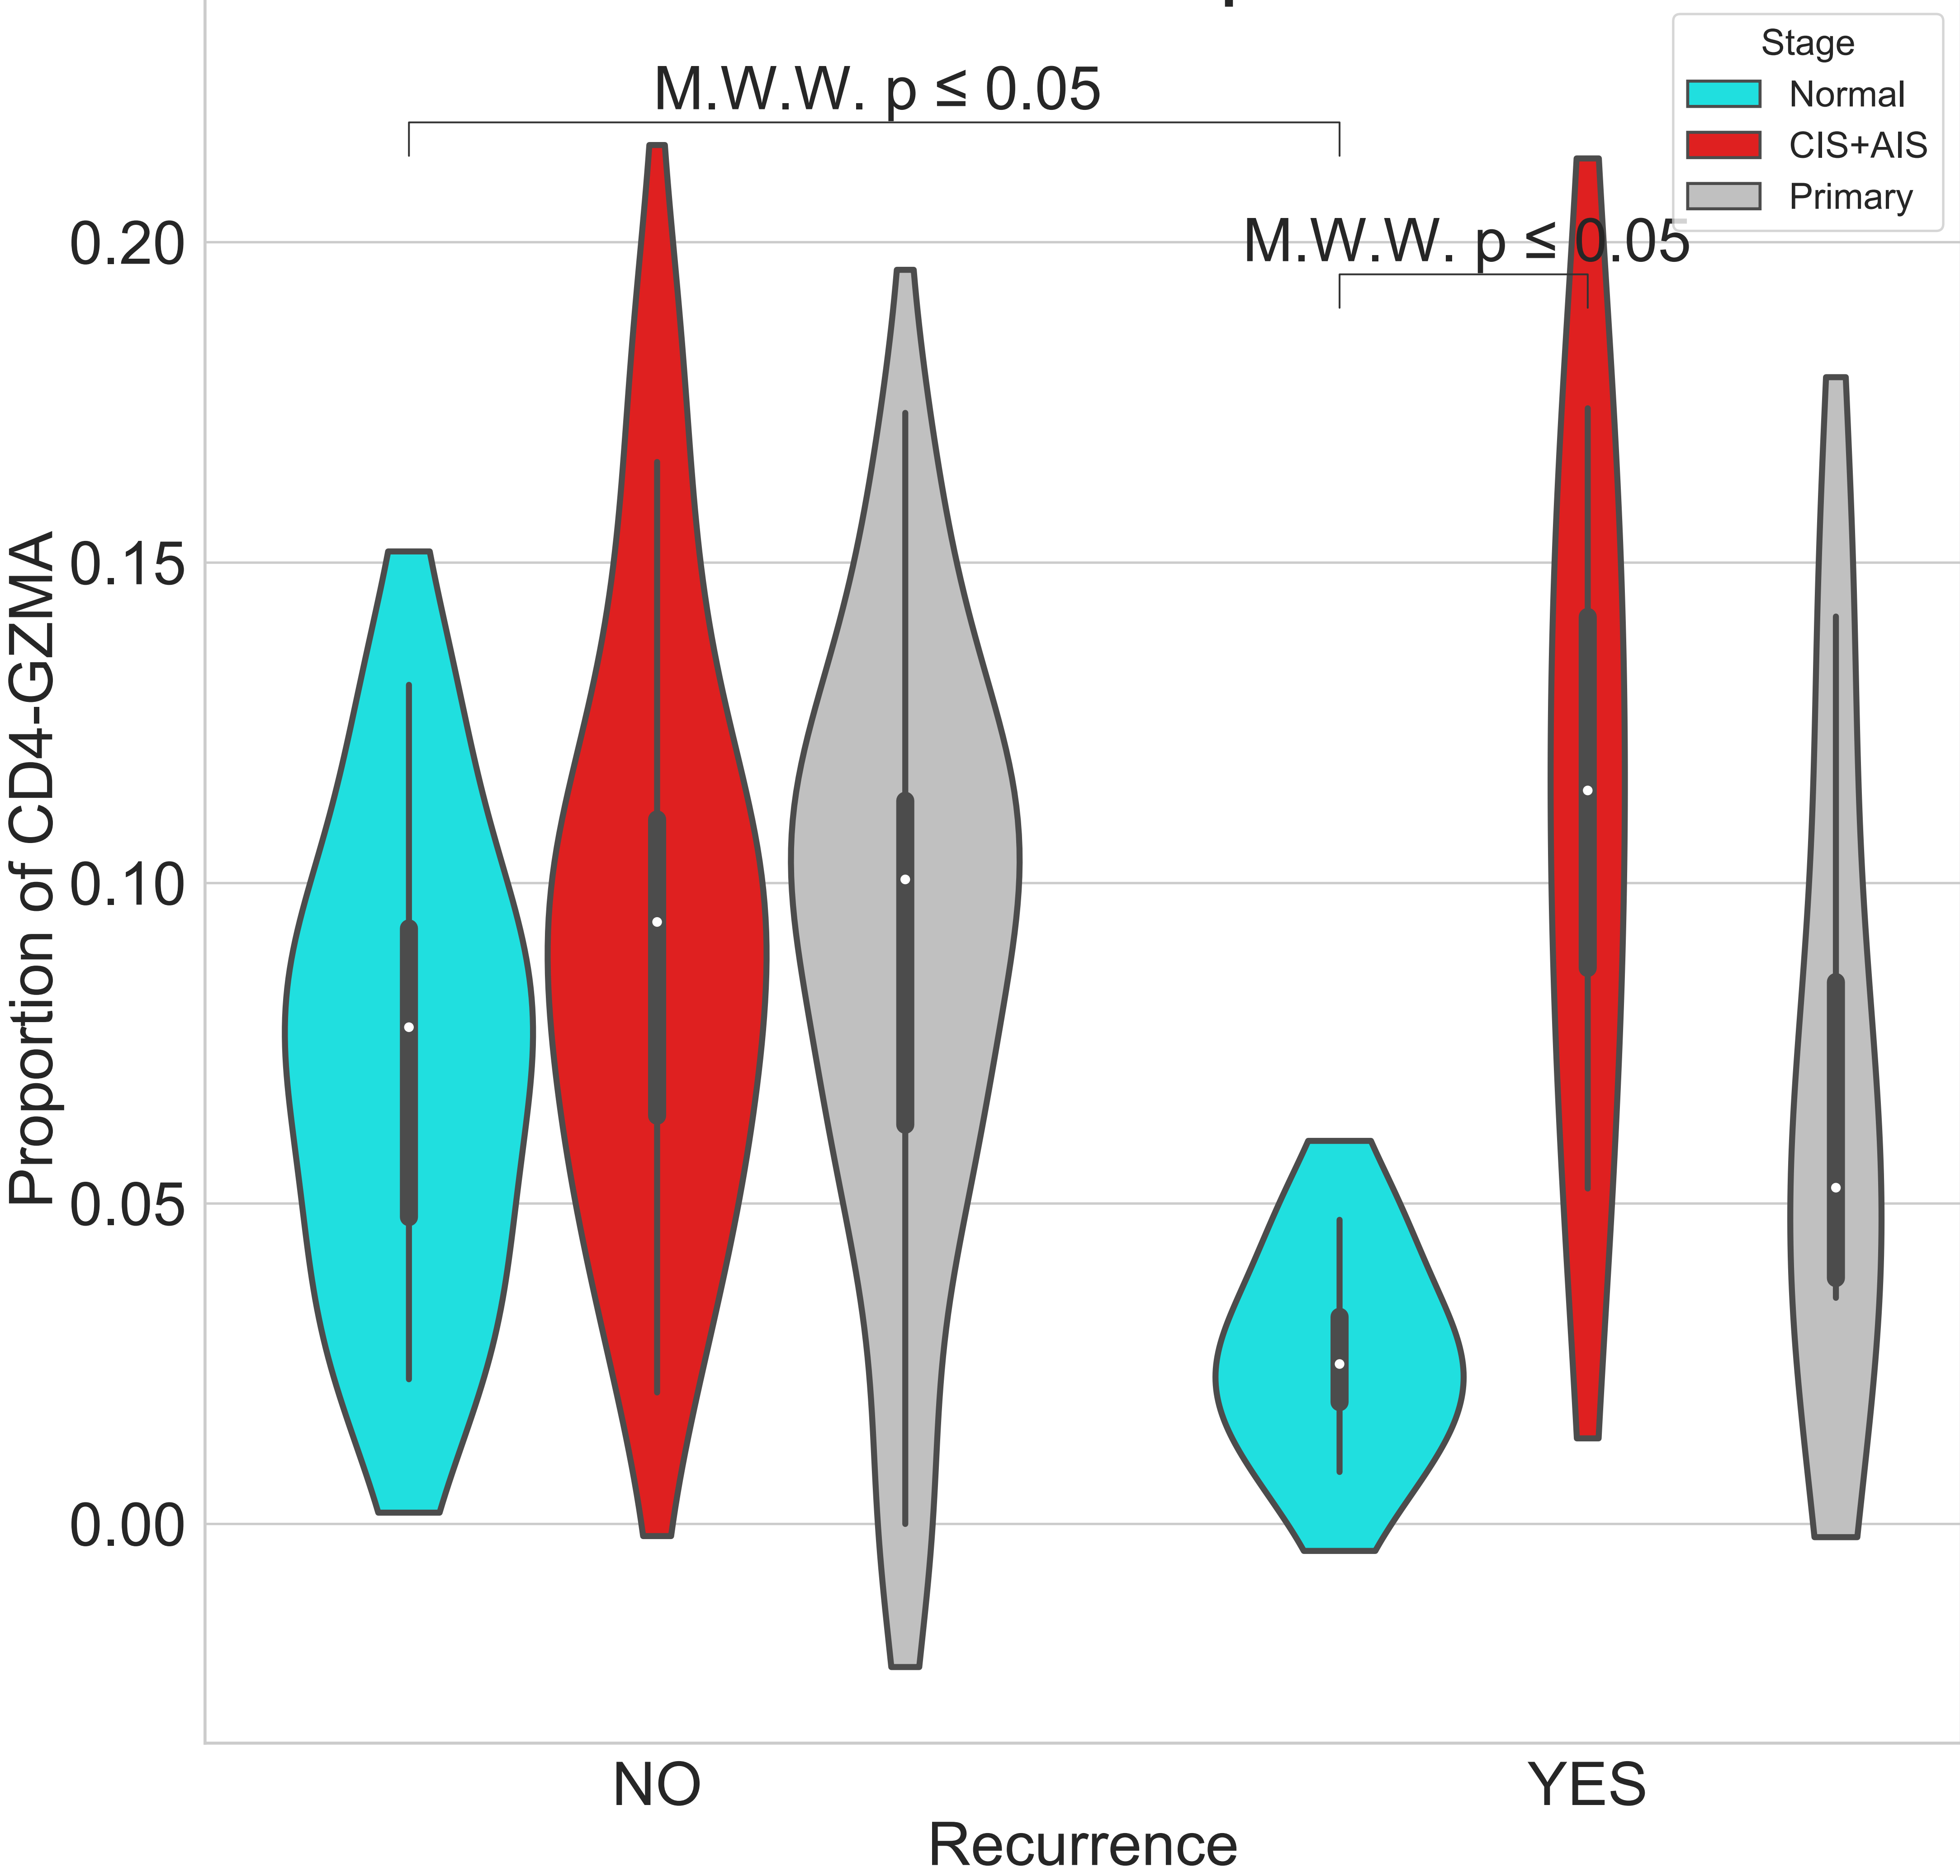 M.W.W. p ≤ 0.05
Stage
Normal
CIS+AIS
Primary
M.W.W. p ≤ 0.05
Proportion of CD4-GZMA
0.20
0.15
0.10
0.05
0.00
NO
YES
Recurrence